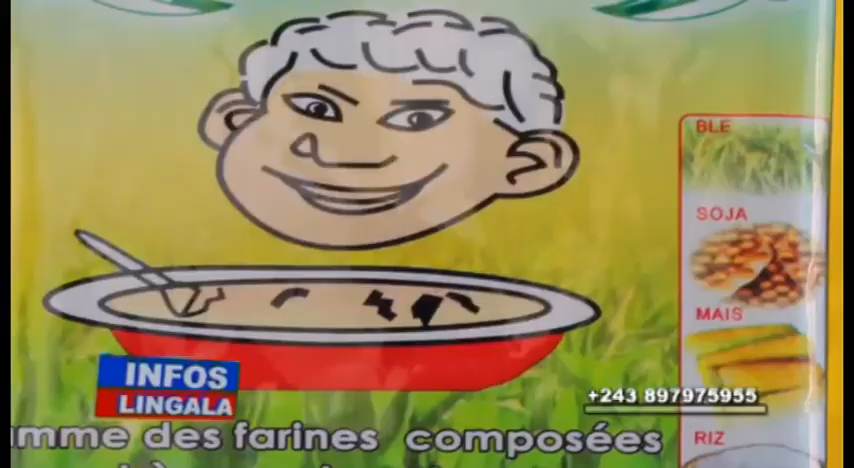 BLE
SOJA
MAIS
INFOS
LINGALA
+243 897975955
mme des farines composées
RIZ